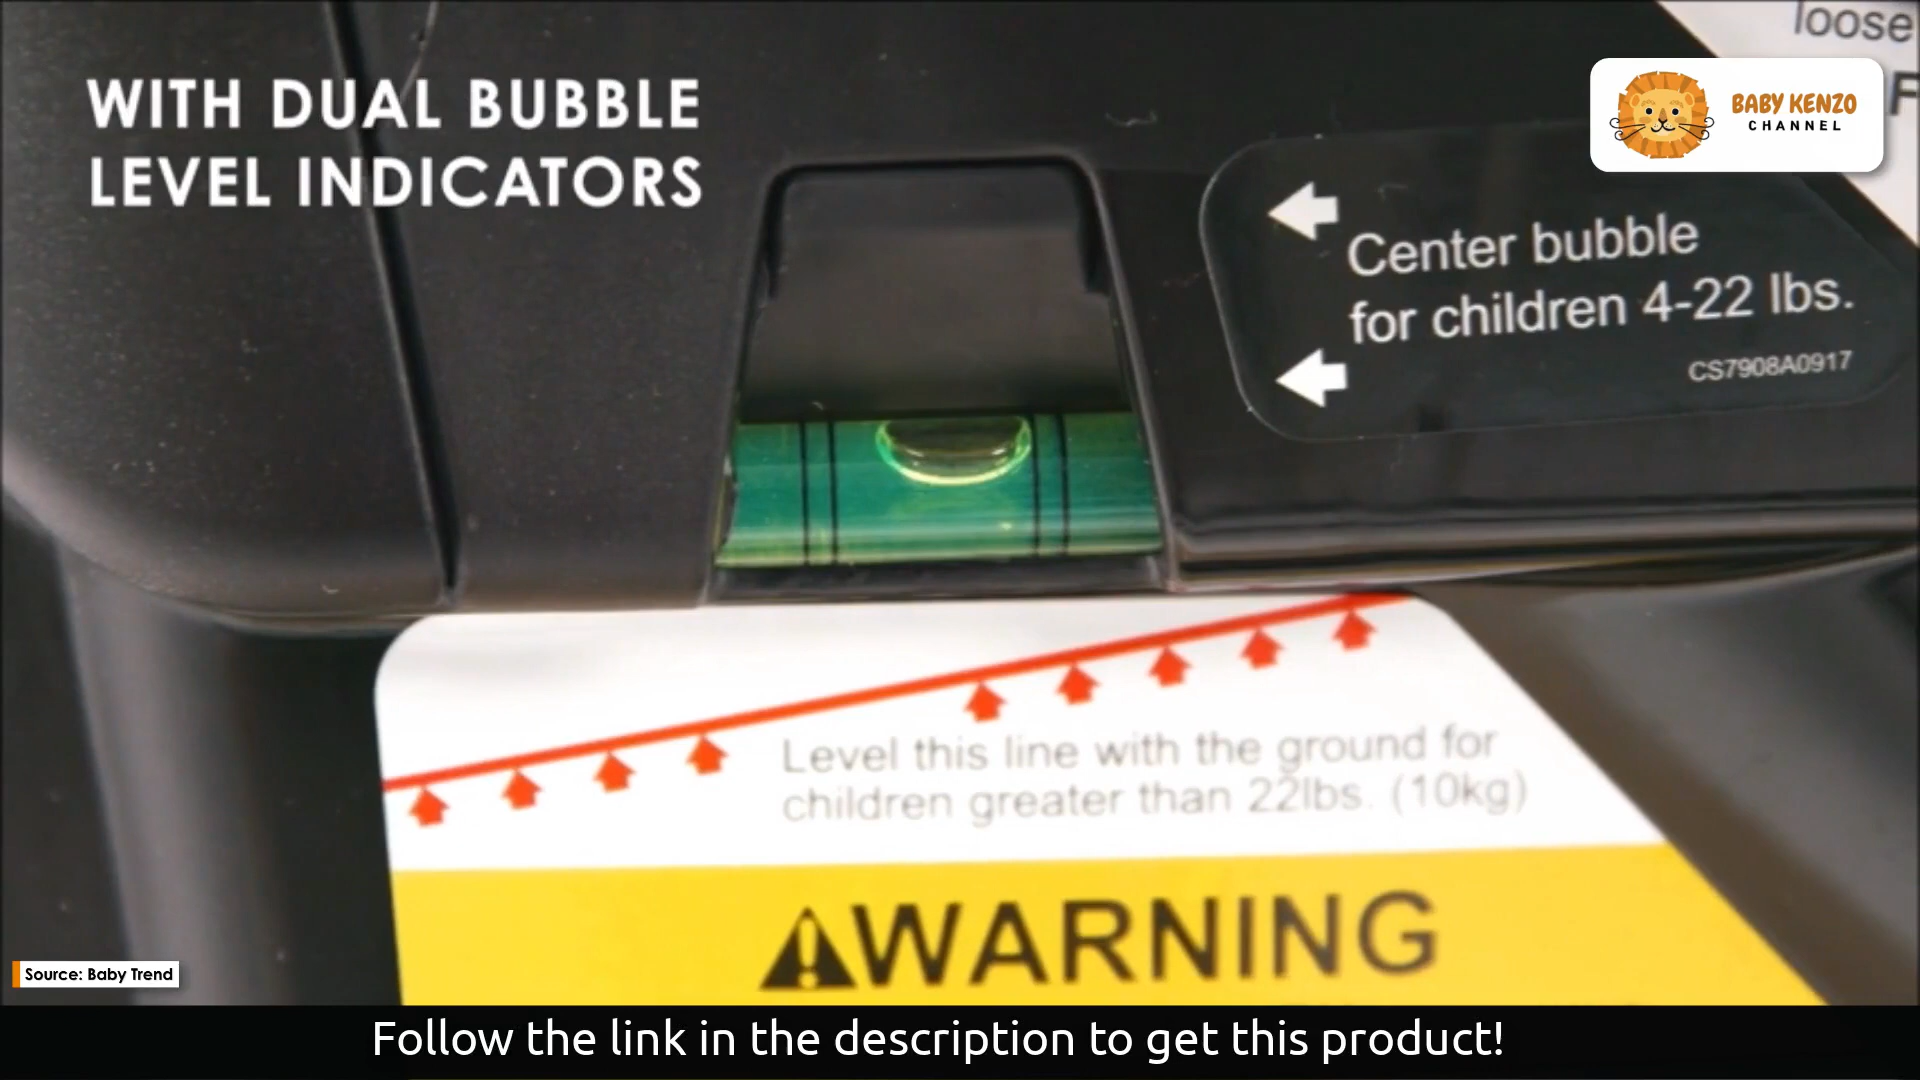 WITH DUAL BUBBLE
LEVEL INDICATORS
loose
BABY KENZO
CHANNEL
Center bubble
for children 4-22 lbs.
CS7908A0917
Level this line with the ground for
children greater than 22lbs. (10kg)
WARNING
Source: Baby Trend
Follow the link in the description to get this product!